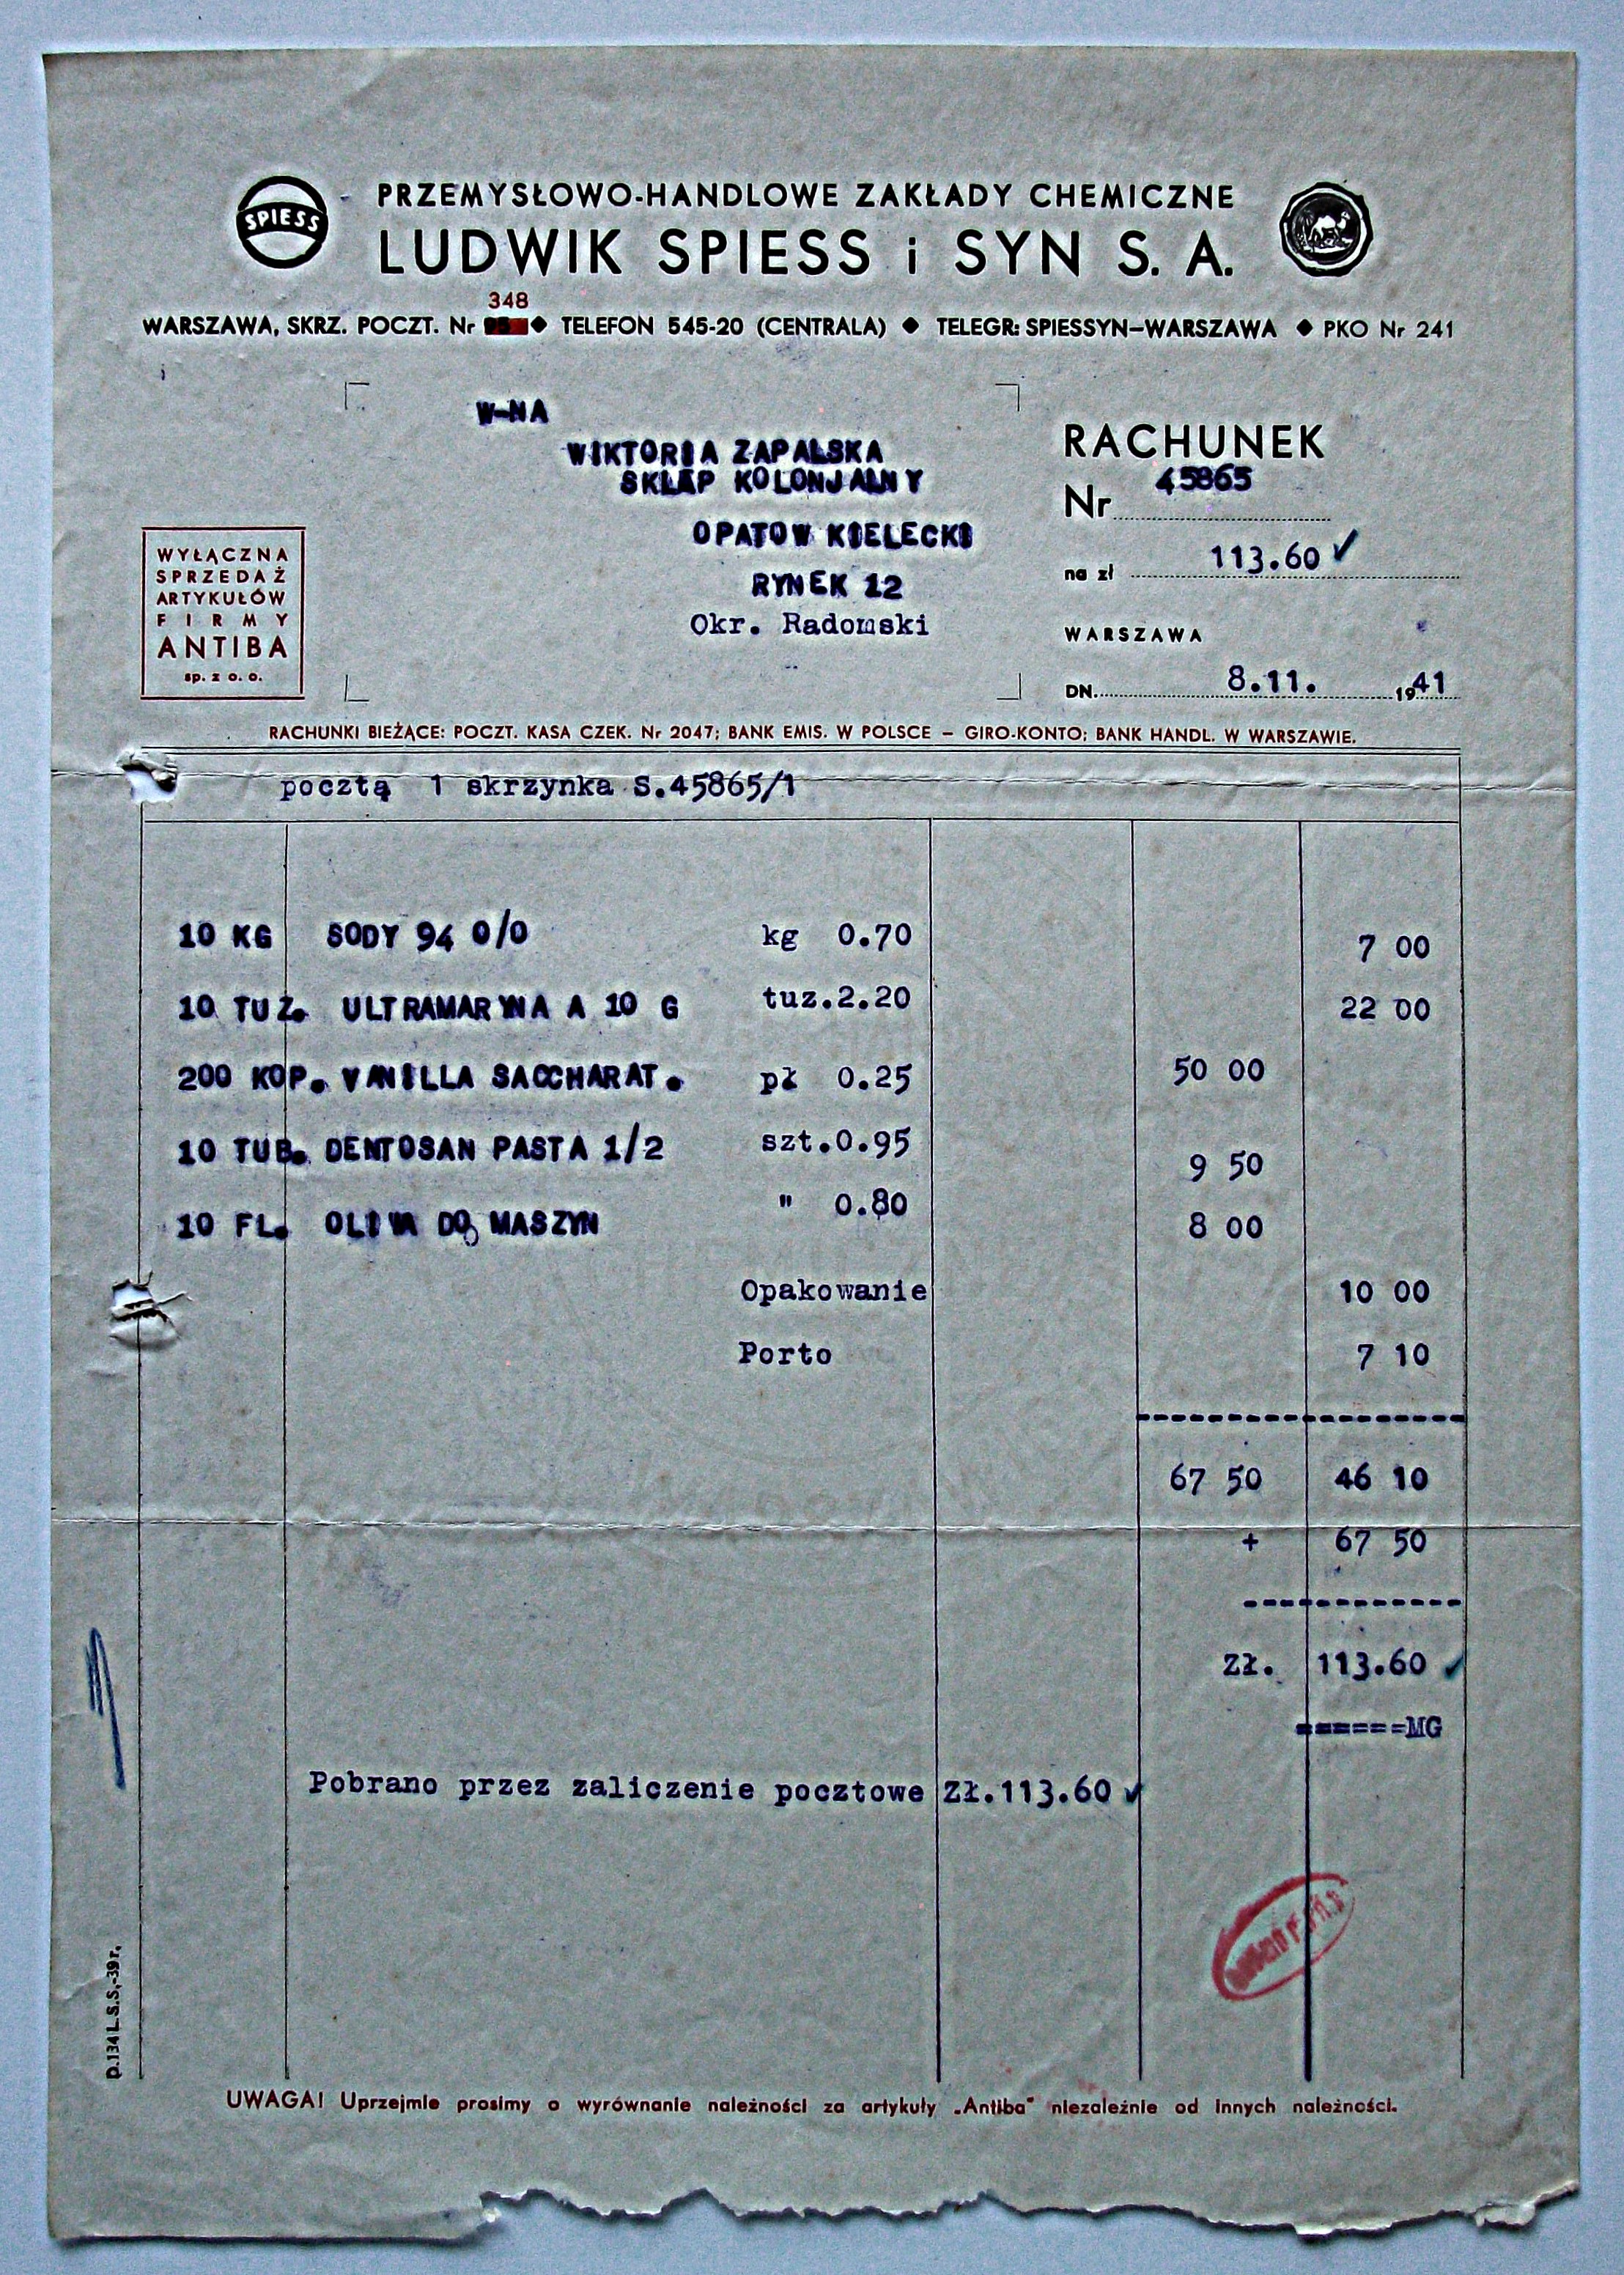 SPIESS
PRZEMYSŁOWO-HANDLOWE ZAKŁADY CHEMICZNE
LUDWIK SPIESS i SYN S. A.
348
WARSZAWA, SKRZ. POCZT. Nr ◆ TELEFON 545-20 (CENTRALA) ◆ TELEGR: SPIESSYN–WARSZAWA ◆ PKO Nr 241
W-NA
WIKTORIA ZAPALSKA
SKLEP KOLONJALNY
OPATOW KIELECKI
RYNEK 12
Okr. Radomski
RACHUNEK
Nr 45865
na zł 113.60 ✓
WARSZAWA
DN. 8.11. 1941
WYŁĄCZNA
SPRZEDAŻ
ARTYKUŁÓW
FIRMY
ANTIBA
sp. z o. o.
RACHUNKI BIEŻĄCE: POCZT. KASA CZEK. Nr 2047; BANK EMIS. W POLSCE – GIRO-KONTO; BANK HANDL. W WARSZAWIE.
pocztą 1 skrzynka S.45865/1
10 KG SODY 94 0/0 kg 0.70 7 00
10 TUZ. ULTRAMARYNA A 10 G tuz.2.20 22 00
200 KOP. VANILLA SACCHARAT. pł 0.25 50 00
10 TUB. DENTOSAN PASTA 1/2 szt.0.95 9 50
10 FL. OLIWA DO MASZYN " 0.80 8 00
Opakowanie 10 00
Porto 7 10
67 50 46 10
+ 67 50
Zł. 113.60 ✓
======MG
Pobrano przez zaliczenie pocztowe Zł.113.60 ✓
D.134 L.S.S.-39 r.
UWAGA! Uprzejmie prosimy o wyrównanie należności za artykuły „Antiba" niezależnie od innych należności.